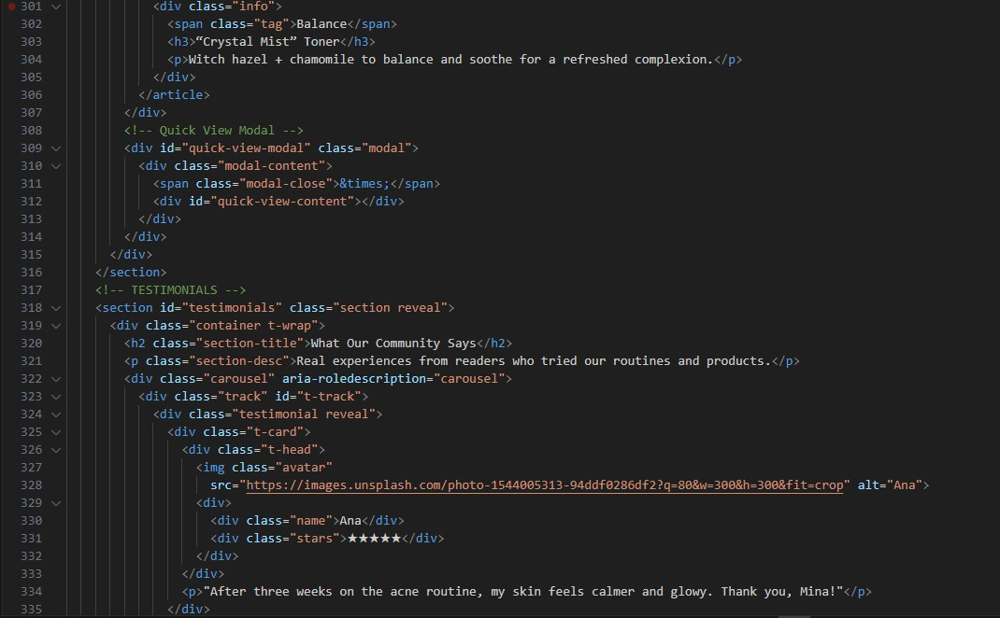 301 <div class="info">
302 <span class="tag">Balance</span>
303 <h3>“Crystal Mist” Toner</h3>
304 <p>Witch hazel + chamomile to balance and soothe for a refreshed complexion.</p>
305 </div>
306 </article>
307 </div>
308 <!-- Quick View Modal -->
309 <div id="quick-view-modal" class="modal">
310 <div class="modal-content">
311 <span class="modal-close">&times;</span>
312 <div id="quick-view-content"></div>
313 </div>
314 </div>
315 </div>
316 </section>
317 <!-- TESTIMONIALS -->
318 <section id="testimonials" class="section reveal">
319 <div class="container t-wrap">
320 <h2 class="section-title">What Our Community Says</h2>
321 <p class="section-desc">Real experiences from readers who tried our routines and products.</p>
322 <div class="carousel" aria-roledescription="carousel">
323 <div class="track" id="t-track">
324 <div class="testimonial reveal">
325 <div class="t-card">
326 <div class="t-head">
327 <img class="avatar"
328 src="https://images.unsplash.com/photo-1544005313-94ddf0286df2?q=80&w=300&h=300&fit=crop" alt="Ana">
329 <div>
330 <div class="name">Ana</div>
331 <div class="stars">★★★★★</div>
332 </div>
333 </div>
334 <p>"After three weeks on the acne routine, my skin feels calmer and glowy. Thank you, Mina!"</p>
335 </div>